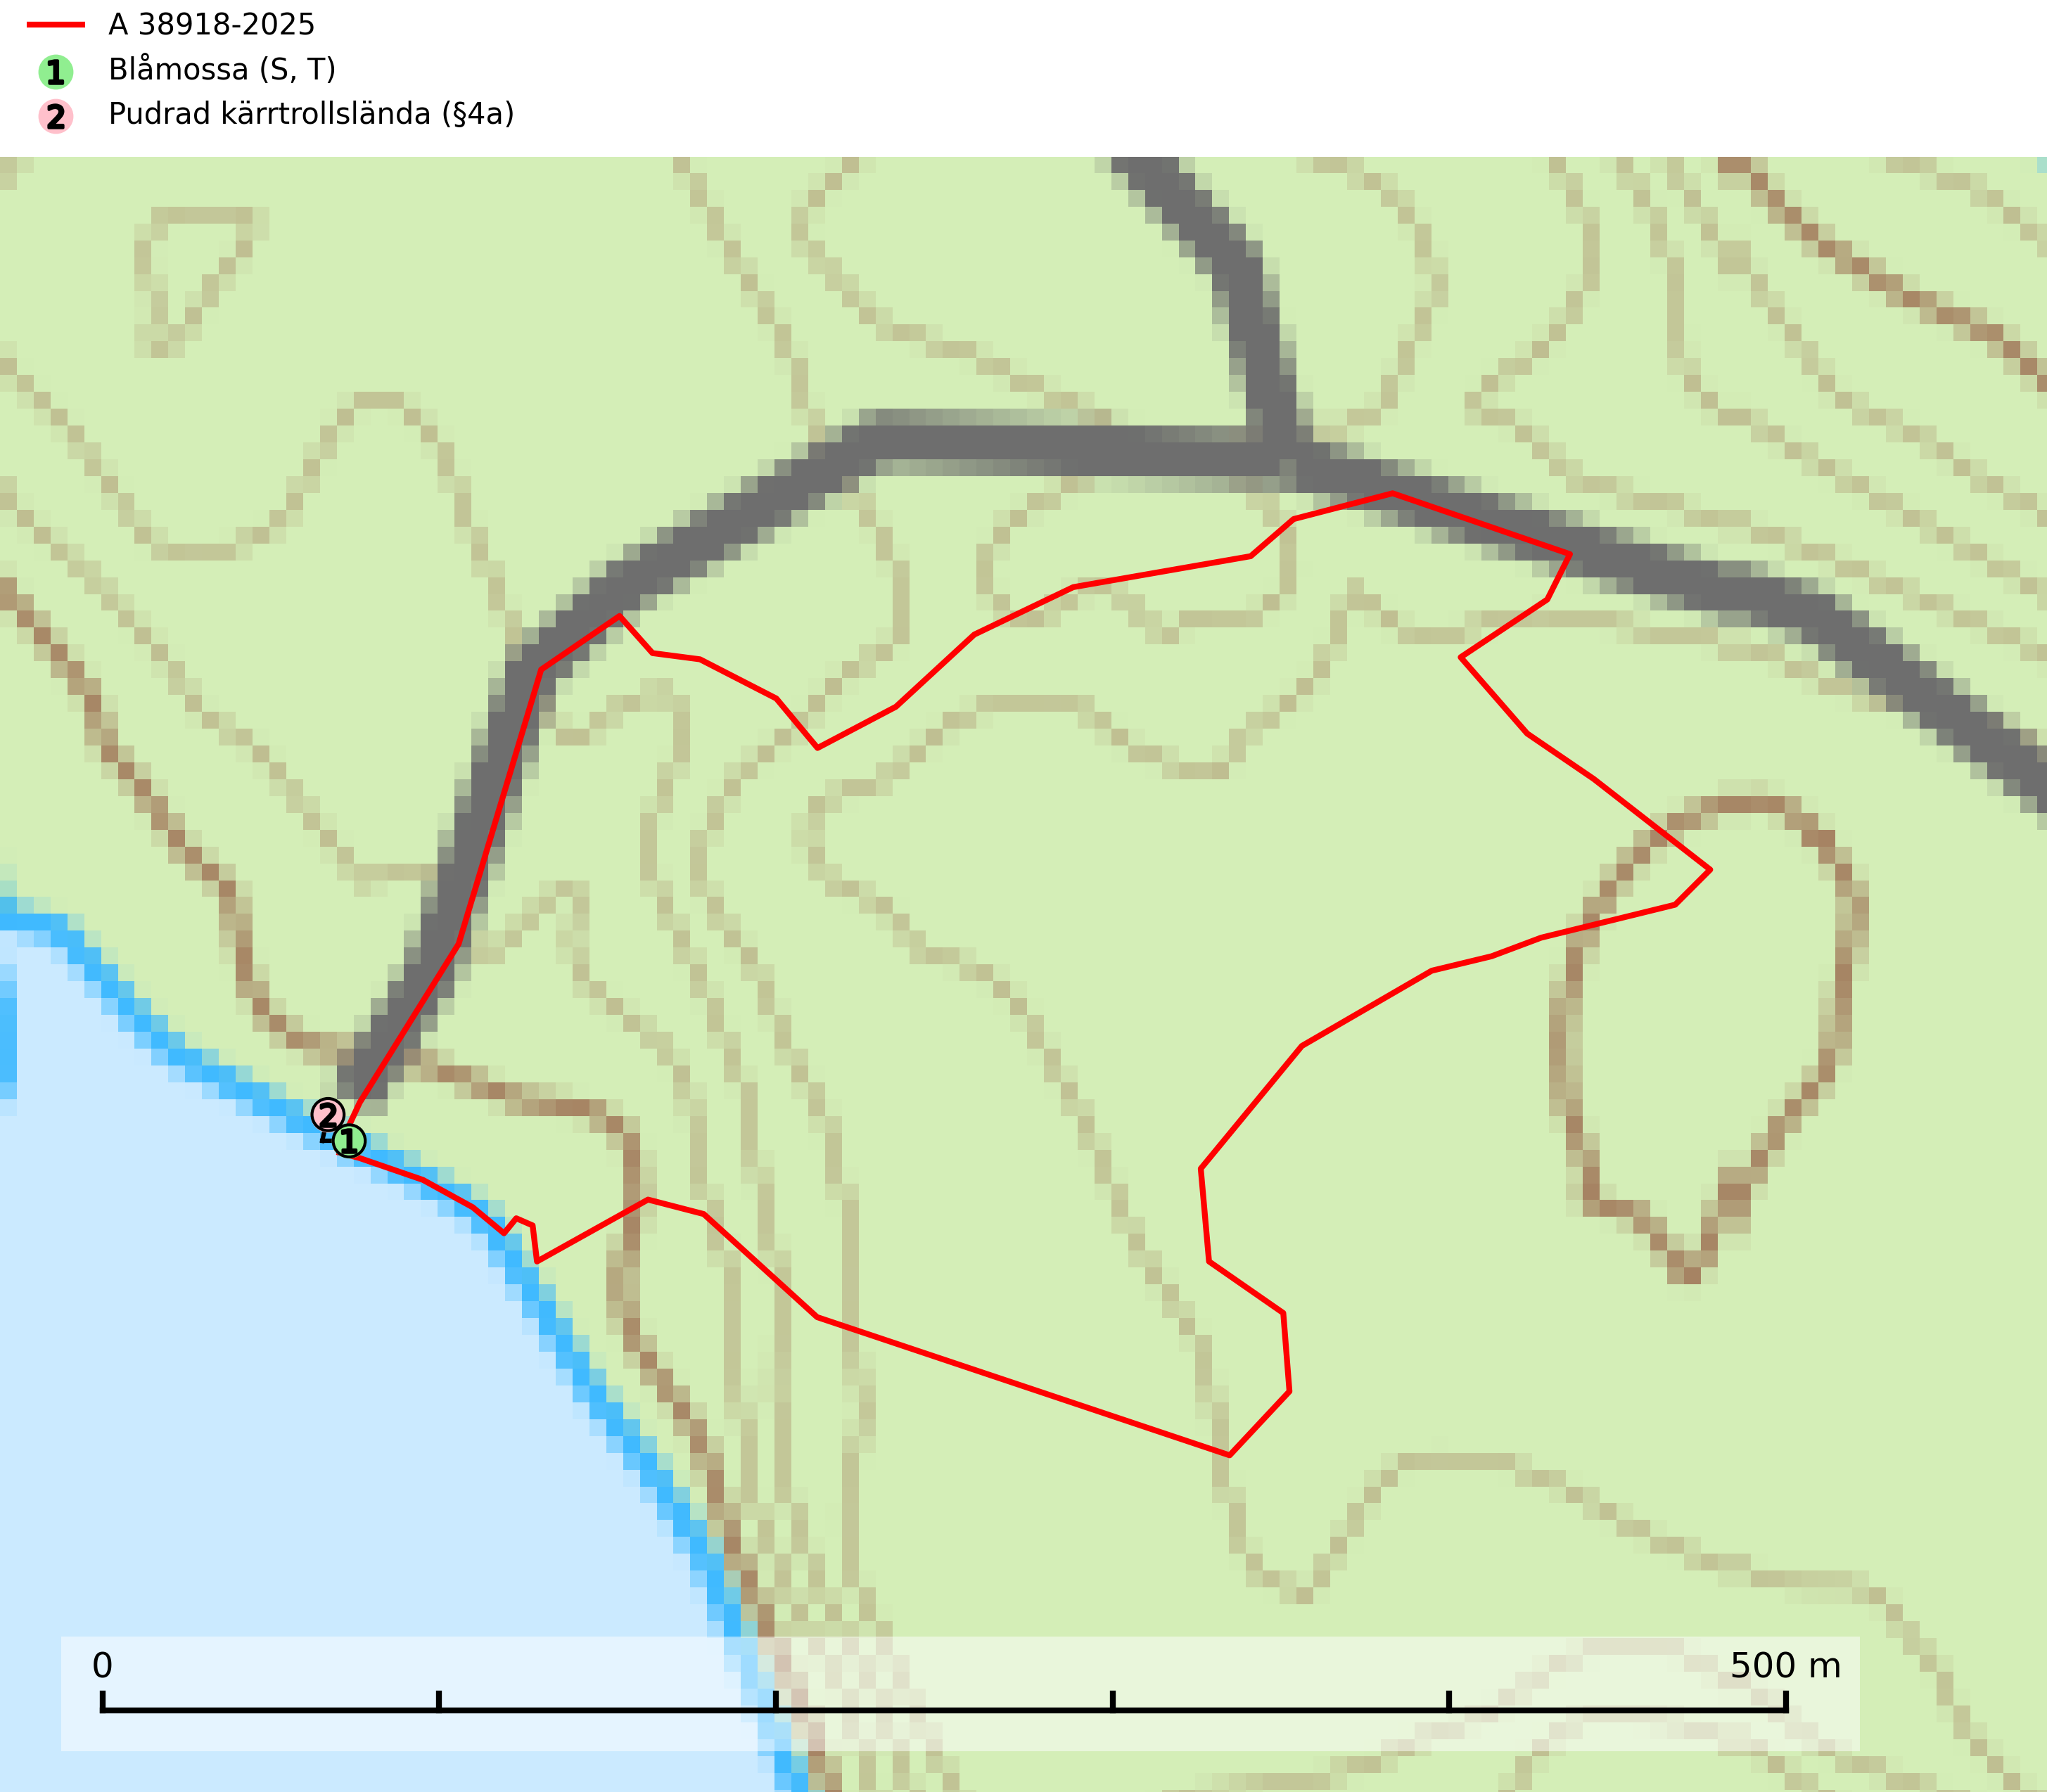 A 38918-2025
1 Blåmossa (S, T)
2 Pudrad kärrtrollslända (§4a)
2
1
0 500 m